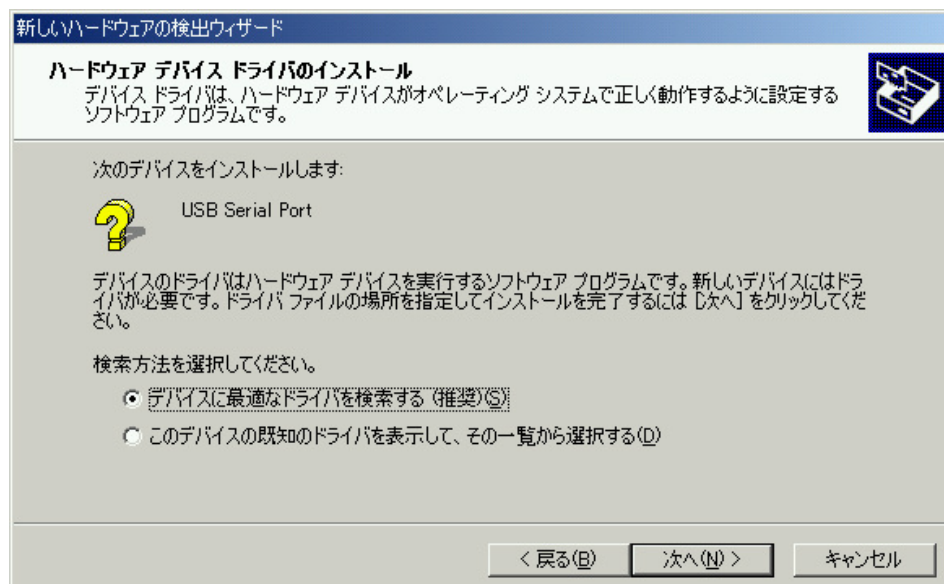 新しいハードウェアの検出ウィザード
ハードウェア デバイス ドライバのインストール
デバイス ドライバは、ハードウェア デバイスがオペレーティング システムで正しく動作するように設定する
ソフトウェア プログラムです。
次のデバイスをインストールします:
USB Serial Port
デバイスのドライバはハードウェア デバイスを実行するソフトウェア プログラムです。新しいデバイスにはドラ
イバが必要です。ドライバ ファイルの場所を指定してインストールを完了するには [次へ] をクリックしてくだ
さい。
検索方法を選択してください。
デバイスに最適なドライバを検索する (推奨)(S)
このデバイスの既知のドライバを表示して、その一覧から選択する(D)
< 戻る(B) 次へ(N) > キャンセル